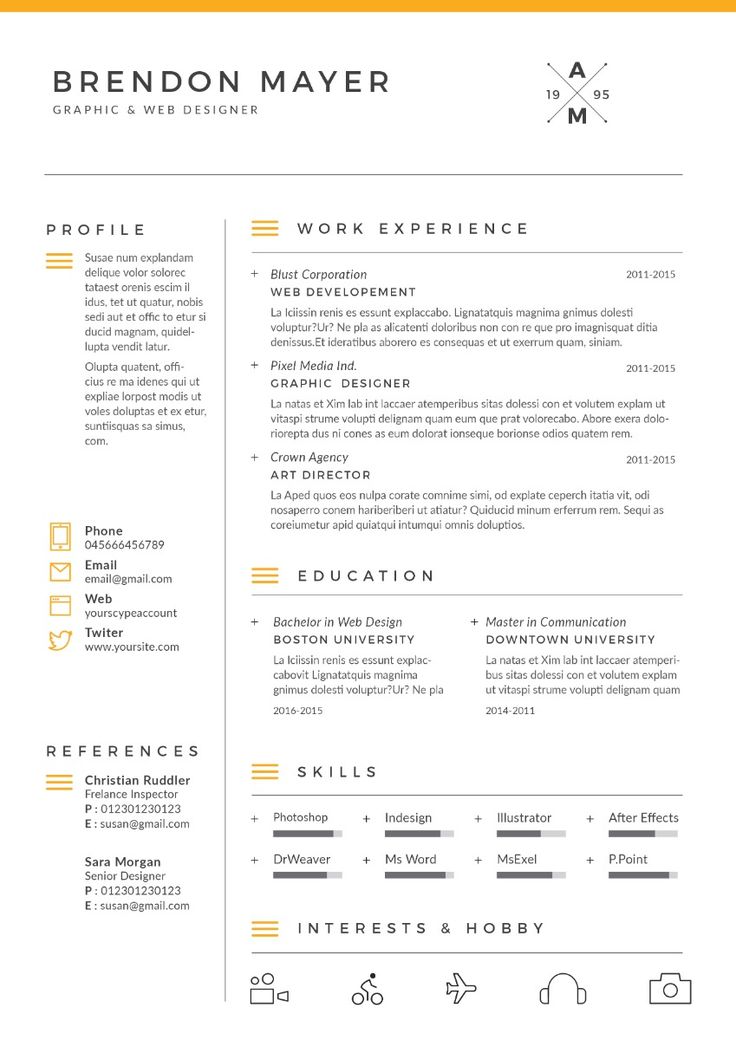 BRENDON MAYER
GRAPHIC & WEB DESIGNER
A
19 95
M
PROFILE
Susae num explandam
delique volor solorec
tataest orenis escim il
idus, tet ut quatur, nobis
sedi aut et offic to etur si
ducid magnam, quidel-
lupta vendit latur.
Olupta quatent, offi-
cius re ma idenes qui ut
expliae lorpost modis ut
voles doluptas et ex etur,
suntiisquas sa simus,
com.
Phone
045666456789
Email
email@gmail.com
Web
yourscypeaccount
Twiter
www.yoursite.com
REFERENCES
Christian Ruddler
Frelance Inspector
P : 012301230123
E : susan@gmail.com
Sara Morgan
Senior Designer
P : 012301230123
E : susan@gmail.com
WORK EXPERIENCE
+ Blust Corporation 2011-2015
WEB DEVELOPEMENT
La Iciissin renis es essunt explaccabo. Lignatatquis magnima gnimus dolesti
voluptur?Ur? Ne pla as alicatenti doloribus non con re que pro imagnisquat ditia
denissus.Et ideratibus aborero es consequas et ut exerrum quam, siniam.
+ Pixel Media Ind. 2011-2015
GRAPHIC DESIGNER
La natas et Xim lab int laccaer atemperibus sitas dolessi con et volutem explam ut
vitaspi strume volupti delignam quam eum que prat volorecabo. Abore exera dolo-
riorepta dus ni cones as eum dolorat ionseque borionse odios quatem rem.
+ Crown Agency 2011-2015
ART DIRECTOR
La Aped quos eos nulpa corate comnime simi, od explate ceperch itatia vit, odi
nosaperro conem hariberiberi ut atiatur? Quiducid minum erferrum rem. Sequi as
coreiumetur apid quiatqui intumqui omnis doluptios.
EDUCATION
+ Bachelor in Web Design
BOSTON UNIVERSITY
La Iciissin renis es essunt explac-
cabovit Lignatatquis magnima
gnimus dolesti voluptur?Ur? Ne pla
2016-2015
+ Master in Communication
DOWNTOWN UNIVERSITY
La natas et Xim lab int laccaer atemperi-
bus sitas dolessi con et volutem explam
ut vitaspi strume volupti delignam quam
2014-2011
SKILLS
+ Photoshop + Indesign + Illustrator + After Effects
+ DrWeaver + Ms Word + MsExel + P.Point
INTERESTS & HOBBY